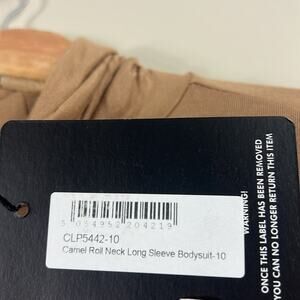 5 054952 204219
CLP5442-10
Camel Roll Neck Long Sleeve Bodysuit-10
WARNING!
ONCE THIS LABEL HAS BEEN REMOVED
YOU CAN NO LONGER RETURN THIS ITEM